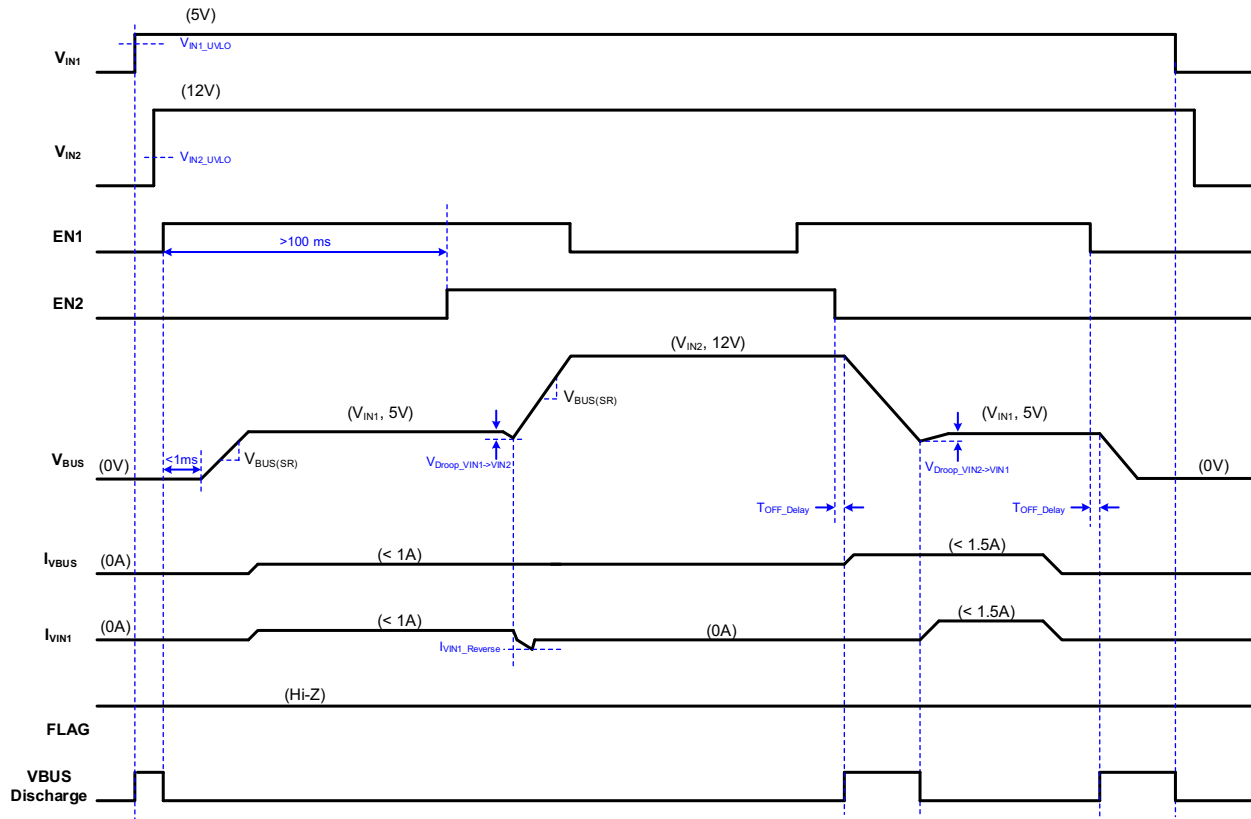 (5V)
VIN1_UVLO
VIN1
(12V)
VIN2
VIN2_UVLO
EN1
>100 ms
EN2
(VIN2, 12V)
VBUS(SR)
(VIN1, 5V)
(VIN1, 5V)
<1ms
VBUS
(0V)
VBUS(SR)
VDroop_VIN1->VIN2
VDroop_VIN2->VIN1
(0V)
TOFF_Delay
TOFF_Delay
IVBUS
(0A)
(< 1A)
(< 1.5A)
IVIN1
(0A)
(< 1A)
(0A)
(< 1.5A)
IVIN1_Reverse
(Hi-Z)
FLAG
VBUS
Discharge